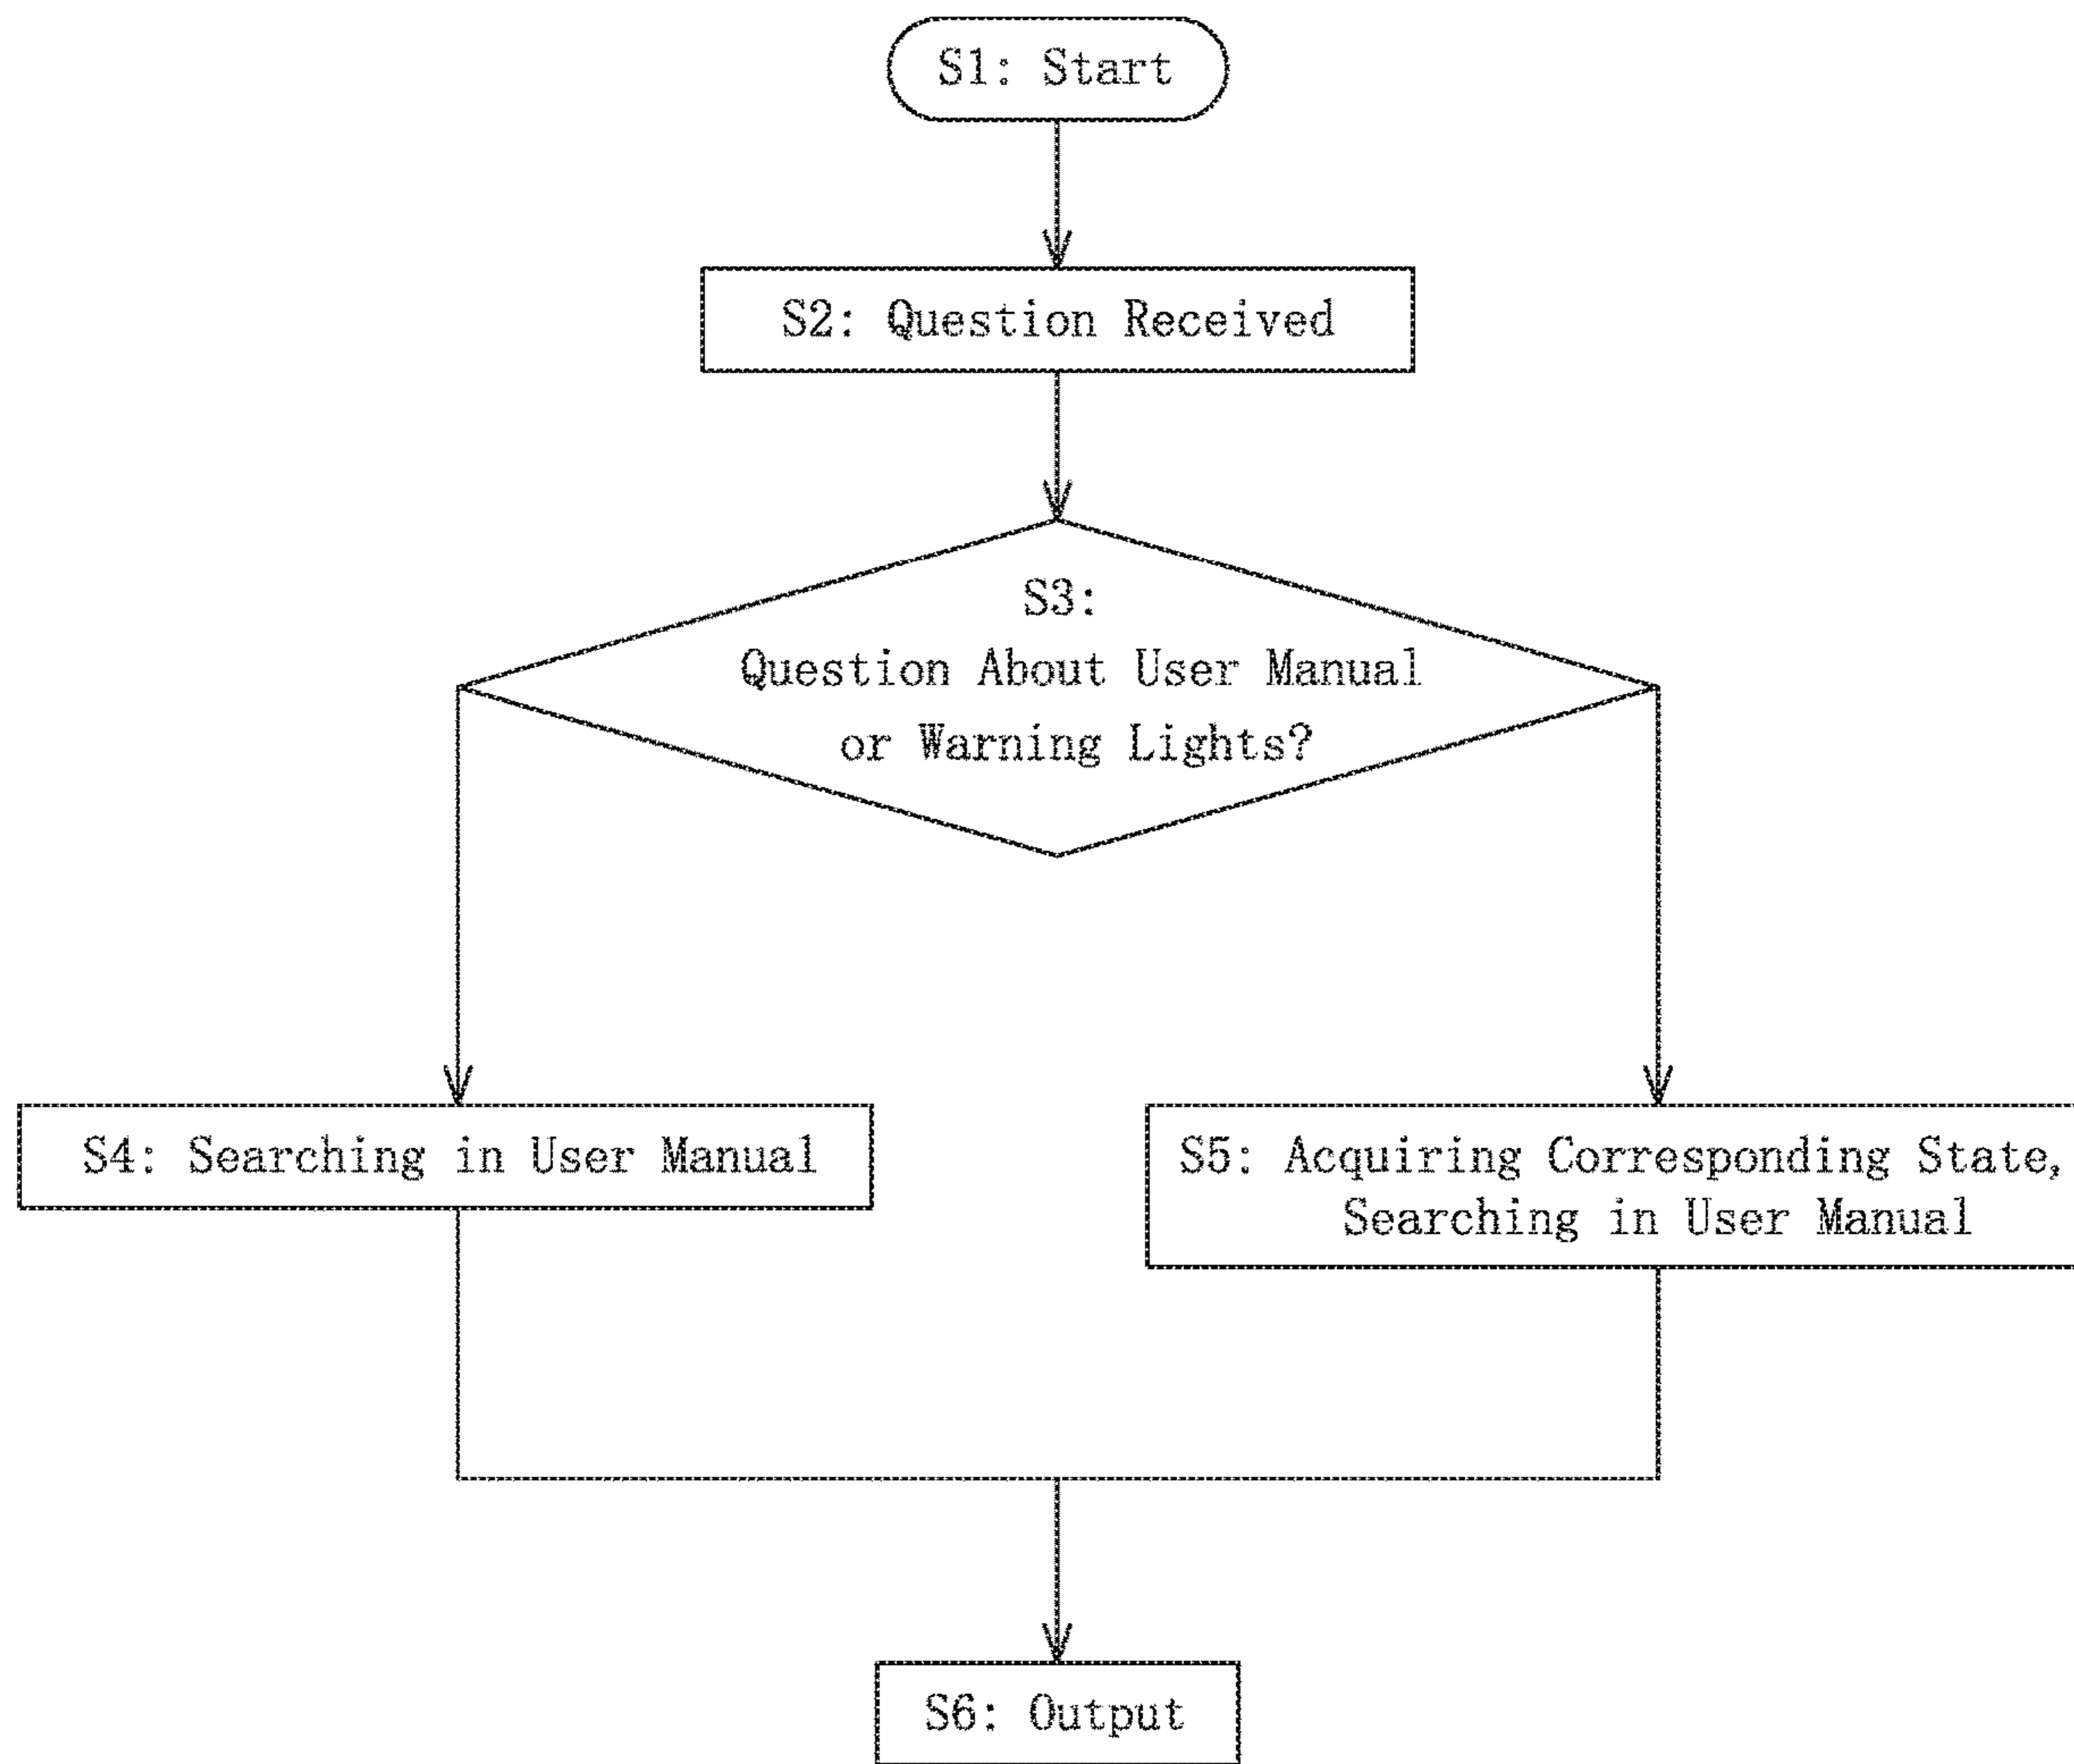 S1: Start
S2: Question Received
S3:
Question About User Manual
or Warning Lights?
S4: Searching in User Manual
S5: Acquiring Corresponding State,
Searching in User Manual
S6: Output